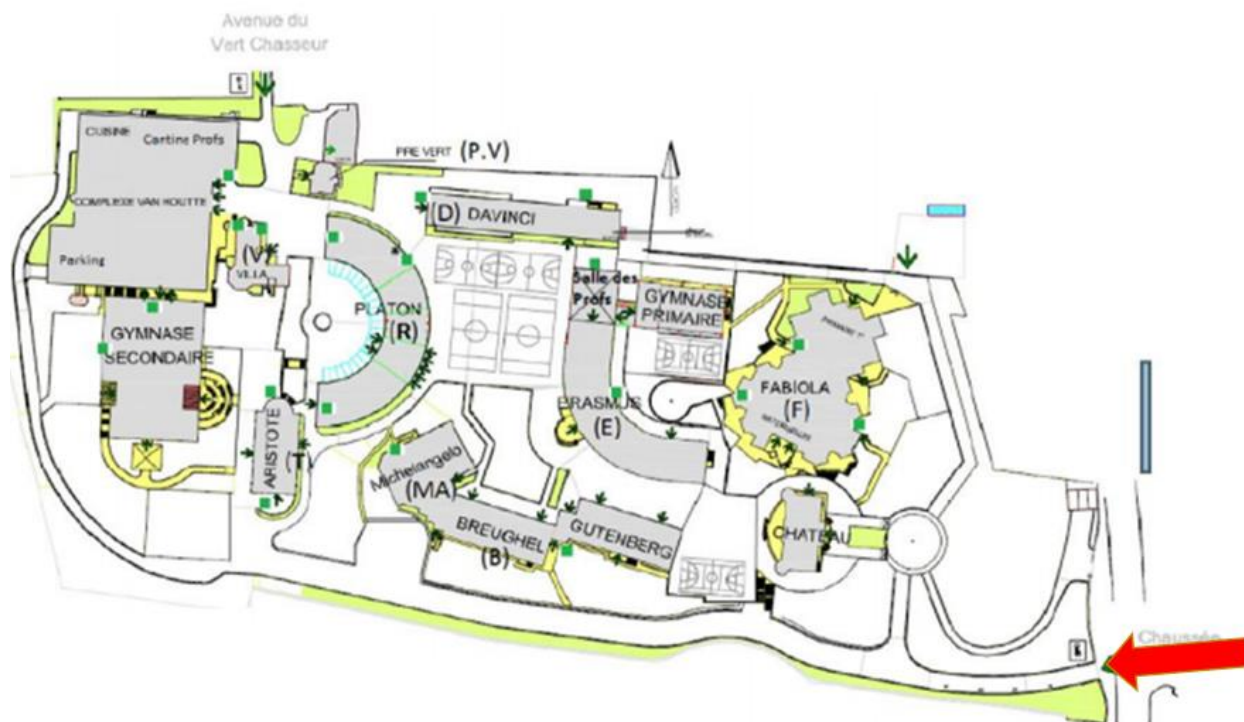 Avenue du
Vert Chasseur
CUISINE
Cantine Profs
PRE VERT (P.V)
COMPLEXE VAN HOUTTE
(D) DAVINCI
(V)
VILLA
Parking
Salle des
Profs
GYMNASE
PRIMAIRE
PLATON
(R)
GYMNASE
SECONDAIRE
FABIOLA
(F)
MATERNELLE
ERASMUS
(E)
ARISTOTE
Michelangelo
(MA)
BREUGHEL
(B)
GUTENBERG
CHATEAU
Chaussée